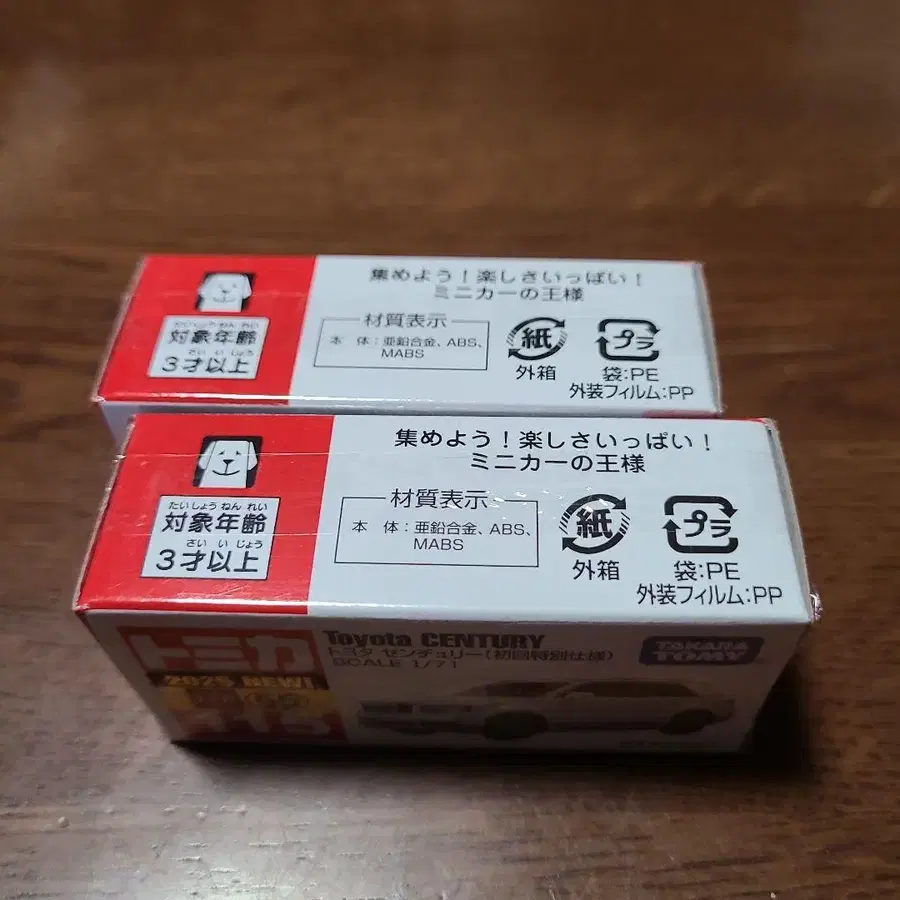 集めよう！楽しさいっぱい！
ミニカーの王様
たいしょう ねん れい
対象年齢
さい い じょう
3才以上
材質表示
本　体：亜鉛合金、ABS、
MABS
紙
外箱
プラ
袋:PE
外装フィルム:PP
集めよう！楽しさいっぱい！
ミニカーの王様
たいしょう ねん れい
対象年齢
さい い じょう
3才以上
材質表示
本　体：亜鉛合金、ABS、
MABS
紙
外箱
プラ
袋:PE
外装フィルム:PP
トミカ
2025 NEW!
Toyota CENTURY
トヨタ センチュリー(初回特別仕様)
SCALE 1/71
TAKARA
TOMY